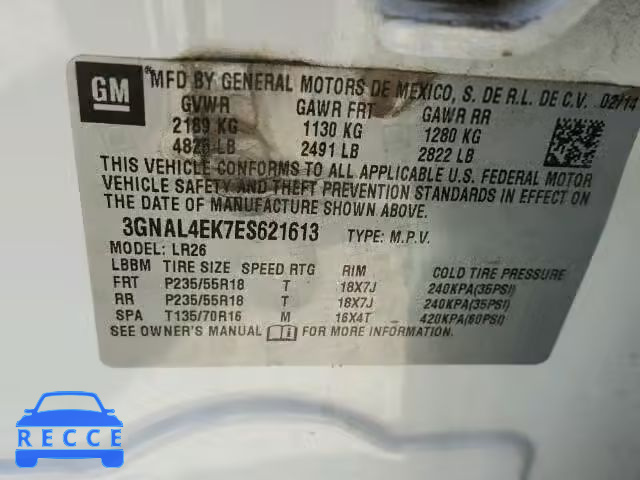 GM
MFD BY GENERAL MOTORS DE MEXICO, S. DE R.L. DE C.V. 02/14
GVWR GAWR FRT GAWR RR
2189 KG 1130 KG 1280 KG
4825 LB 2491 LB 2822 LB
THIS VEHICLE CONFORMS TO ALL APPLICABLE U.S. FEDERAL MOTOR
VEHICLE SAFETY AND THEFT PREVENTION STANDARDS IN EFFECT ON
THE DATE OF MANUFACTURE SHOWN ABOVE.
3GNAL4EK7ES621613 TYPE: M.P.V.
MODEL: LR26
LBBM TIRE SIZE SPEED RTG RIM COLD TIRE PRESSURE
FRT P235/55R18 T 18X7J 240KPA(35PSI)
RR P235/55R18 T 18X7J 240KPA(35PSI)
SPA T135/70R16 M 16X4T 420KPA(60PSI)
SEE OWNER'S MANUAL FOR MORE INFORMATION.
RECCE